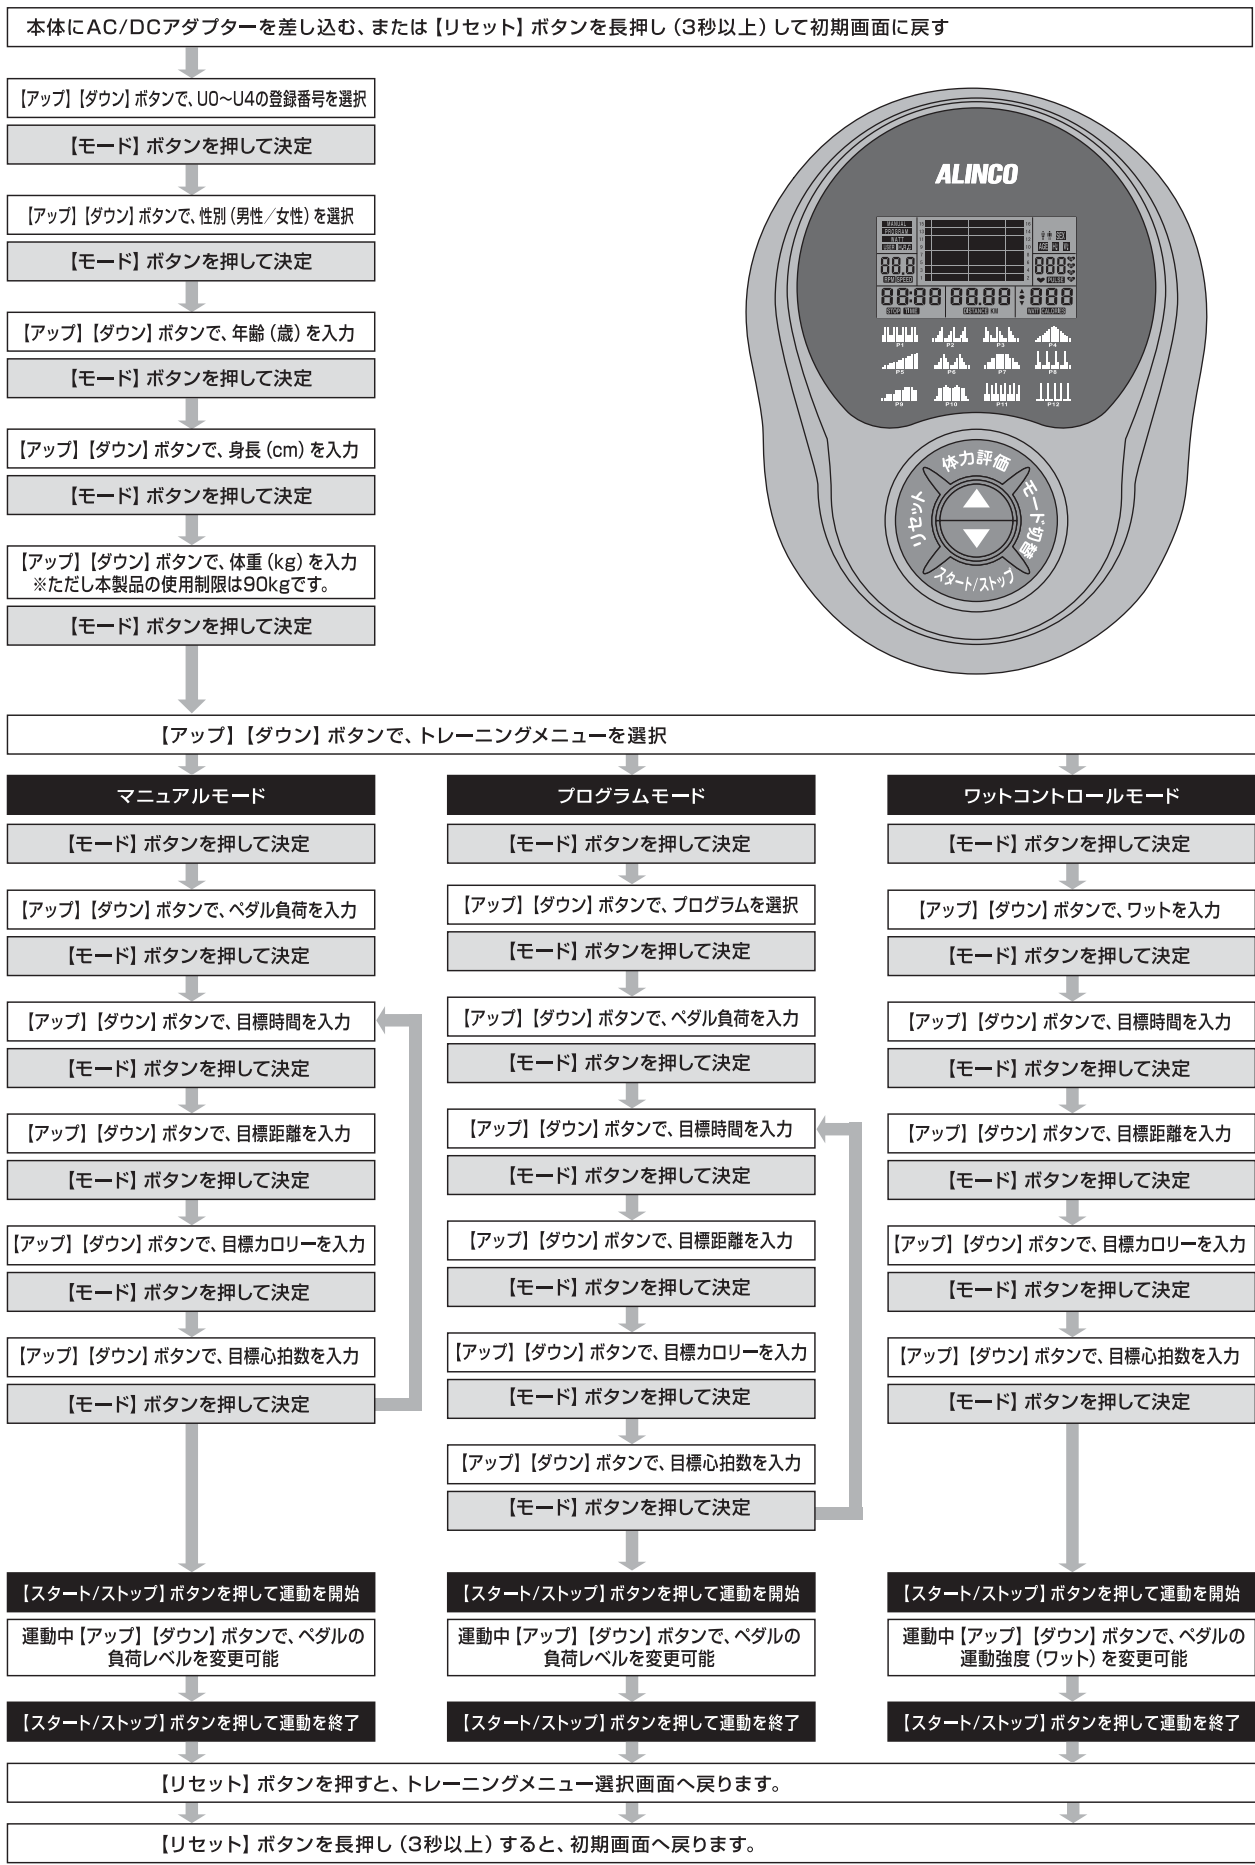 本体にAC/DCアダプターを差し込む、または【リセット】ボタンを長押し（3秒以上）して初期画面に戻す
【アップ】【ダウン】ボタンで、U0～U4の登録番号を選択
【モード】ボタンを押して決定
【アップ】【ダウン】ボタンで、性別（男性／女性）を選択
【モード】ボタンを押して決定
【アップ】【ダウン】ボタンで、年齢（歳）を入力
【モード】ボタンを押して決定
【アップ】【ダウン】ボタンで、身長（cm）を入力
【モード】ボタンを押して決定
【アップ】【ダウン】ボタンで、体重（kg）を入力
※ただし本製品の使用制限は90kgです。
【モード】ボタンを押して決定
ALINCO
MANUAL
PROGRAM
WATT
SEX
AGE
RPM SPEED
PULSE
88.8
888
88:88 88.88 888
STOP TIME
DISTANCE KM
WATT CALORIES
P1 P2 P3 P4
P5 P6 P7 P8
P9 P10 P11 P12
体力評価
リセット
モード切替
スタート/ストップ
【アップ】【ダウン】ボタンで、トレーニングメニューを選択
マニュアルモード
【モード】ボタンを押して決定
【アップ】【ダウン】ボタンで、ペダル負荷を入力
【モード】ボタンを押して決定
【アップ】【ダウン】ボタンで、目標時間を入力
【モード】ボタンを押して決定
【アップ】【ダウン】ボタンで、目標距離を入力
【モード】ボタンを押して決定
【アップ】【ダウン】ボタンで、目標カロリーを入力
【モード】ボタンを押して決定
【アップ】【ダウン】ボタンで、目標心拍数を入力
【モード】ボタンを押して決定
【スタート/ストップ】ボタンを押して運動を開始
運動中【アップ】【ダウン】ボタンで、ペダルの
負荷レベルを変更可能
【スタート/ストップ】ボタンを押して運動を終了
プログラムモード
【モード】ボタンを押して決定
【アップ】【ダウン】ボタンで、プログラムを選択
【モード】ボタンを押して決定
【アップ】【ダウン】ボタンで、ペダル負荷を入力
【モード】ボタンを押して決定
【アップ】【ダウン】ボタンで、目標時間を入力
【モード】ボタンを押して決定
【アップ】【ダウン】ボタンで、目標距離を入力
【モード】ボタンを押して決定
【アップ】【ダウン】ボタンで、目標カロリーを入力
【モード】ボタンを押して決定
【アップ】【ダウン】ボタンで、目標心拍数を入力
【モード】ボタンを押して決定
【スタート/ストップ】ボタンを押して運動を開始
運動中【アップ】【ダウン】ボタンで、ペダルの
負荷レベルを変更可能
【スタート/ストップ】ボタンを押して運動を終了
ワットコントロールモード
【モード】ボタンを押して決定
【アップ】【ダウン】ボタンで、ワットを入力
【モード】ボタンを押して決定
【アップ】【ダウン】ボタンで、目標時間を入力
【モード】ボタンを押して決定
【アップ】【ダウン】ボタンで、目標距離を入力
【モード】ボタンを押して決定
【アップ】【ダウン】ボタンで、目標カロリーを入力
【モード】ボタンを押して決定
【アップ】【ダウン】ボタンで、目標心拍数を入力
【モード】ボタンを押して決定
【スタート/ストップ】ボタンを押して運動を開始
運動中【アップ】【ダウン】ボタンで、ペダルの
運動強度（ワット）を変更可能
【スタート/ストップ】ボタンを押して運動を終了
【リセット】ボタンを押すと、トレーニングメニュー選択画面へ戻ります。
【リセット】ボタンを長押し（3秒以上）すると、初期画面へ戻ります。